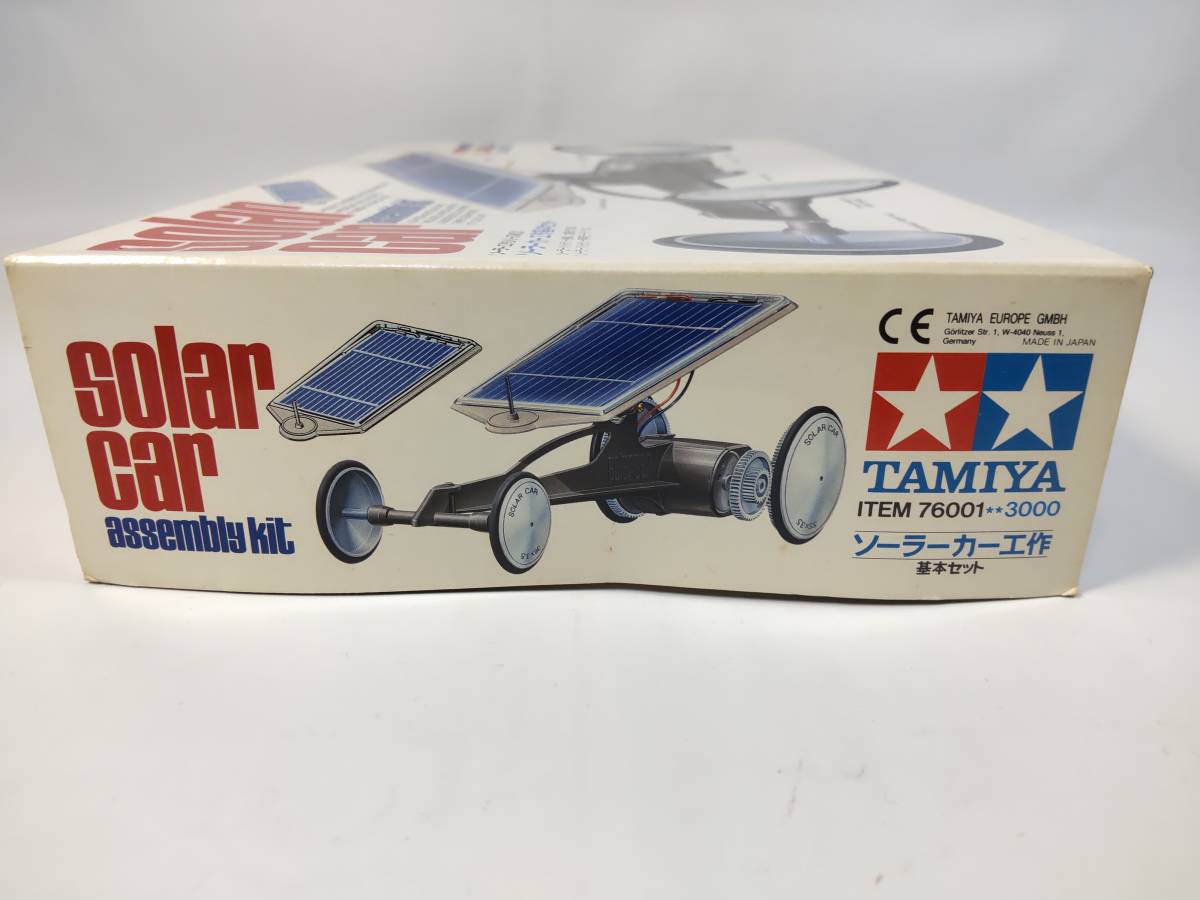 solar
car
solar
car
assembly kit
SOLAR CAR
SOLAR CAR
CE
TAMIYA EUROPE GMBH
Görlitzer Str. 1, W-4040 Neuss 1,
Germany MADE IN JAPAN
TAMIYA
ITEM 76001**3000
ソーラーカー工作
基本セット